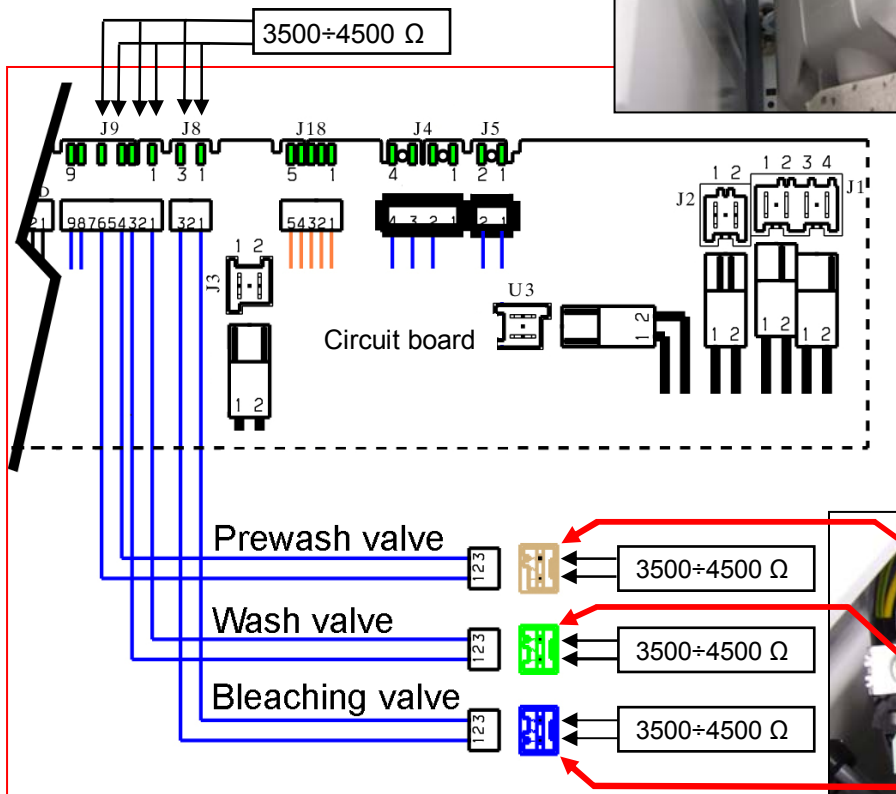 3500÷4500 Ω
J9 J8 J18 J4 J5
9 1 3 1 5 1 4 1 2 1
1 2 1 2 3 4
J2 J1
21 987654321 321 54321 4 3 2 1 2 1
1 2
J3
U3
Circuit board
1 2
1 2 1 2 1 2
1 2
Prewash valve
123
3500÷4500 Ω
Wash valve
123
3500÷4500 Ω
Bleaching valve
123
3500÷4500 Ω